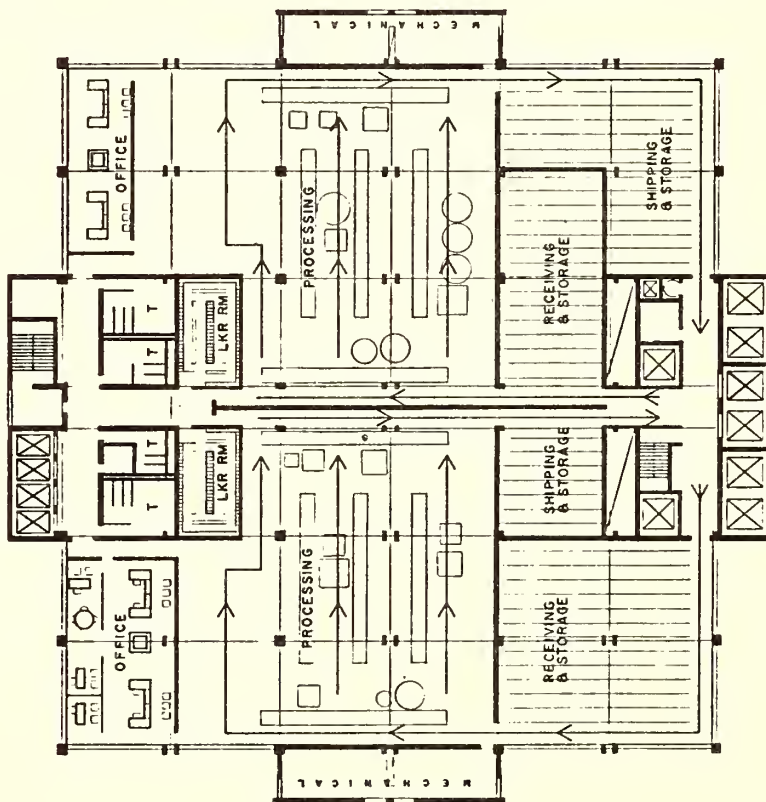 MECHANICAL
OFFICE
PROCESSING
SHIPPING
& STORAGE
RECEIVING
& STORAGE
T
T
LKR RM
T
T
LKR RM
SHIPPING
& STORAGE
OFFICE
PROCESSING
RECEIVING
& STORAGE
MECHANICAL